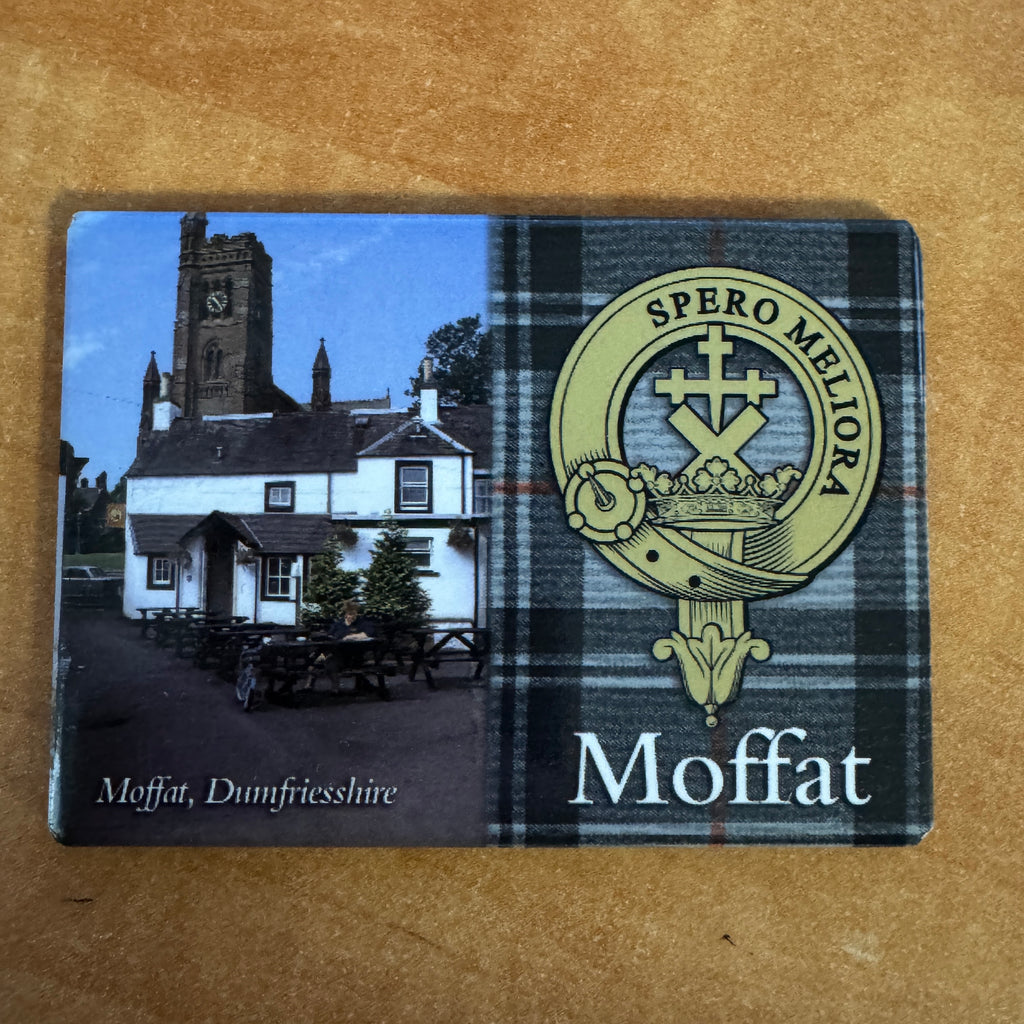 SPERO MELIORA
Moffat, Dumfriesshire
Moffat